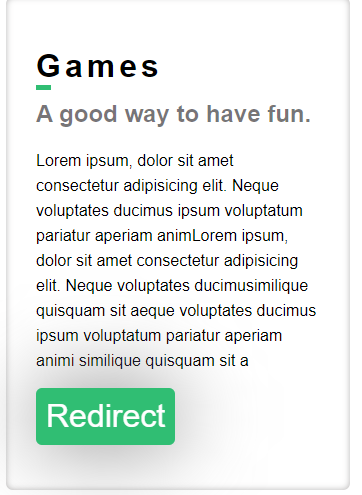 Games
A good way to have fun.
Lorem ipsum, dolor sit amet
consectetur adipisicing elit. Neque
voluptates ducimus ipsum voluptatum
pariatur aperiam animLorem ipsum,
dolor sit amet consectetur adipisicing
elit. Neque voluptates ducimusimilique
quisquam sit aeque voluptates ducimus
ipsum voluptatum pariatur aperiam
animi similique quisquam sit a
Redirect